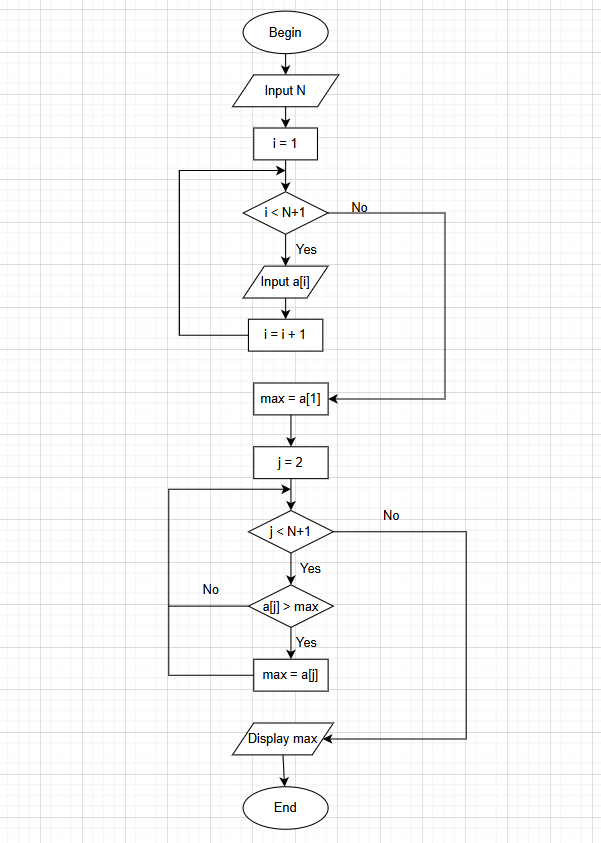 Begin
Input N
i = 1
i < N+1
No
Yes
Input a[i]
i = i + 1
max = a[1]
j = 2
j < N+1
No
Yes
No
a[j] > max
Yes
max = a[j]
Display max
End